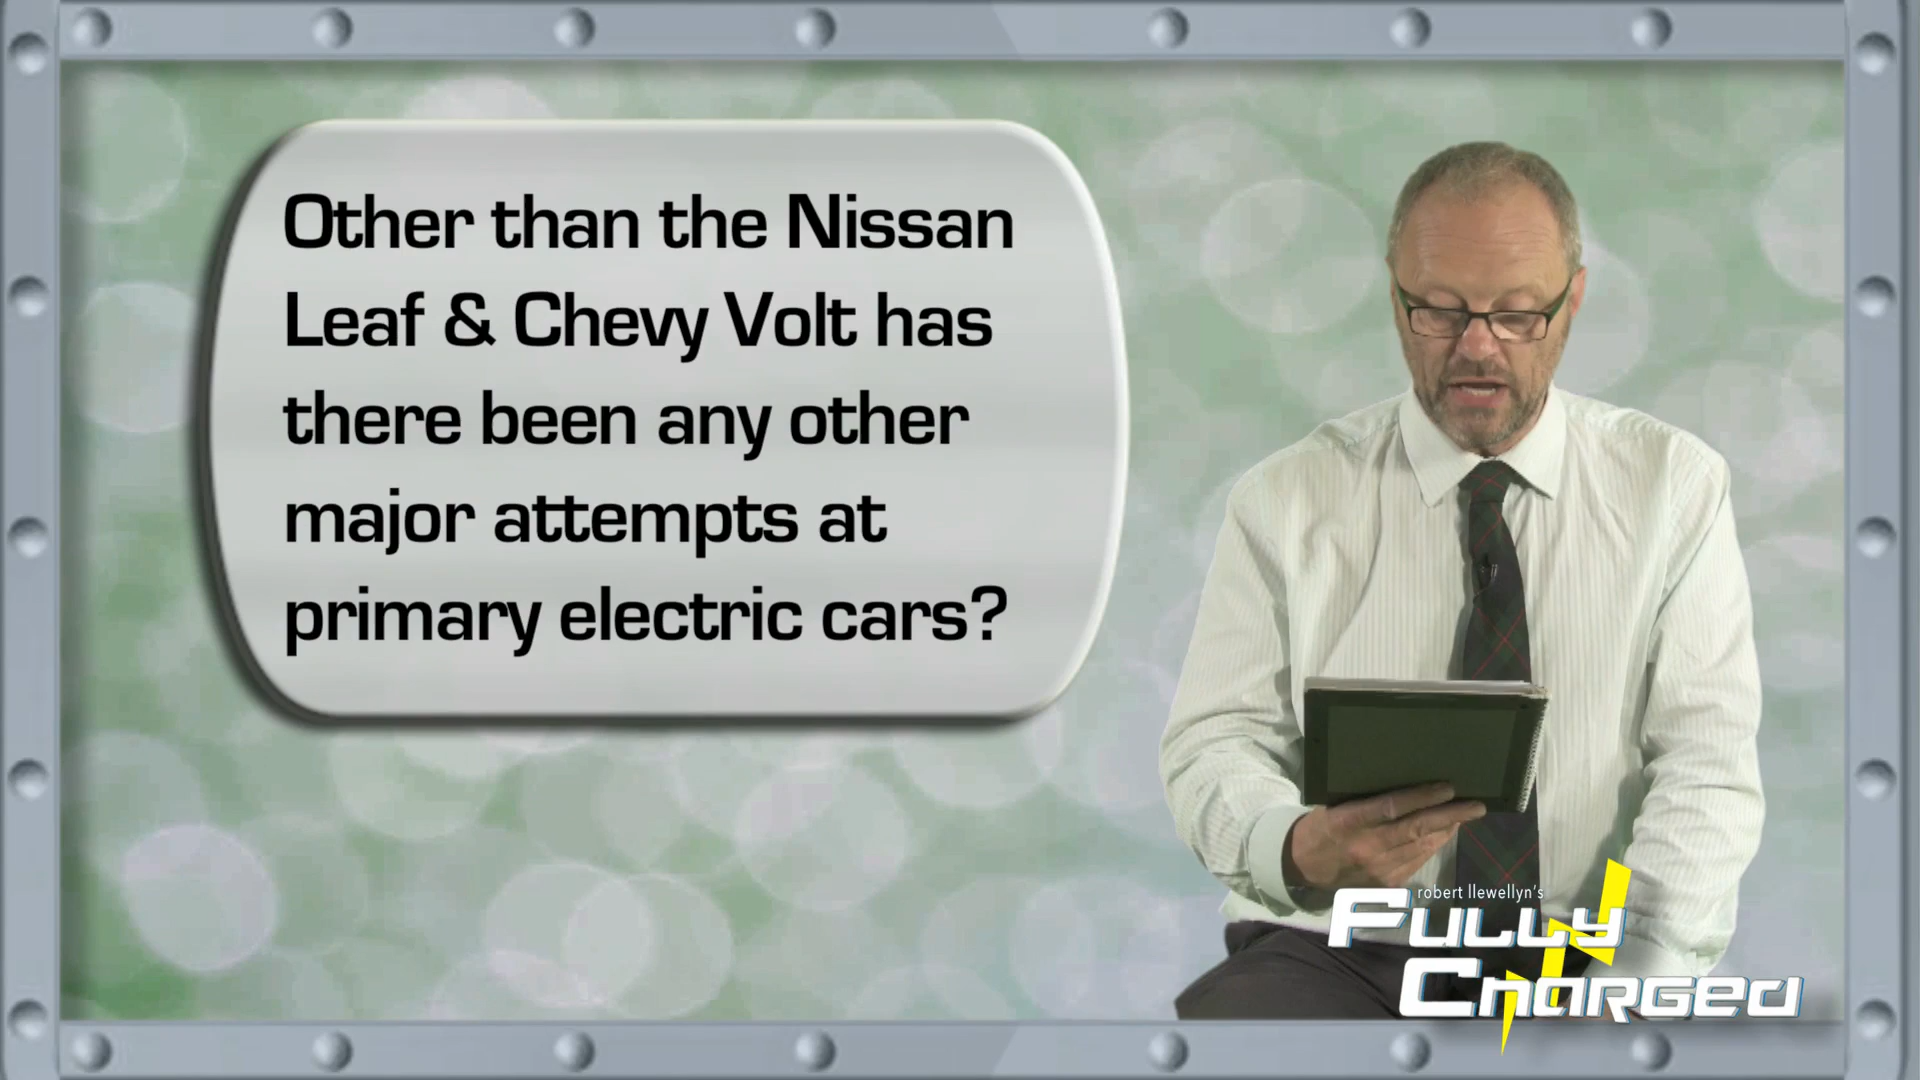 Other than the Nissan
Leaf & Chevy Volt has
there been any other
major attempts at
primary electric cars?
robert llewellyn's
Fully
Charged